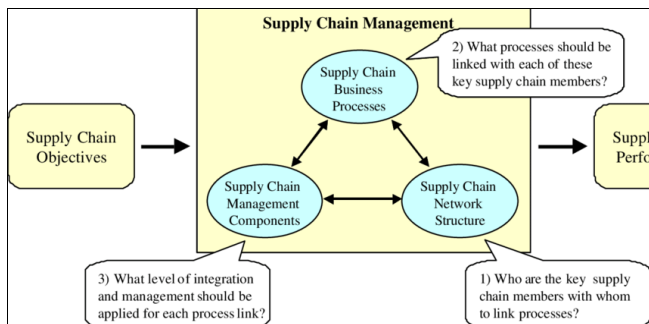 Supply Chain Management
2) What processes should be
linked with each of these
key supply chain members?
Supply Chain
Business
Processes
Supply Chain
Objectives
Supply Chain
Management
Components
Supply Chain
Network
Structure
3) What level of integration
and management should be
applied for each process link?
1) Who are the key supply
chain members with whom
to link processes?